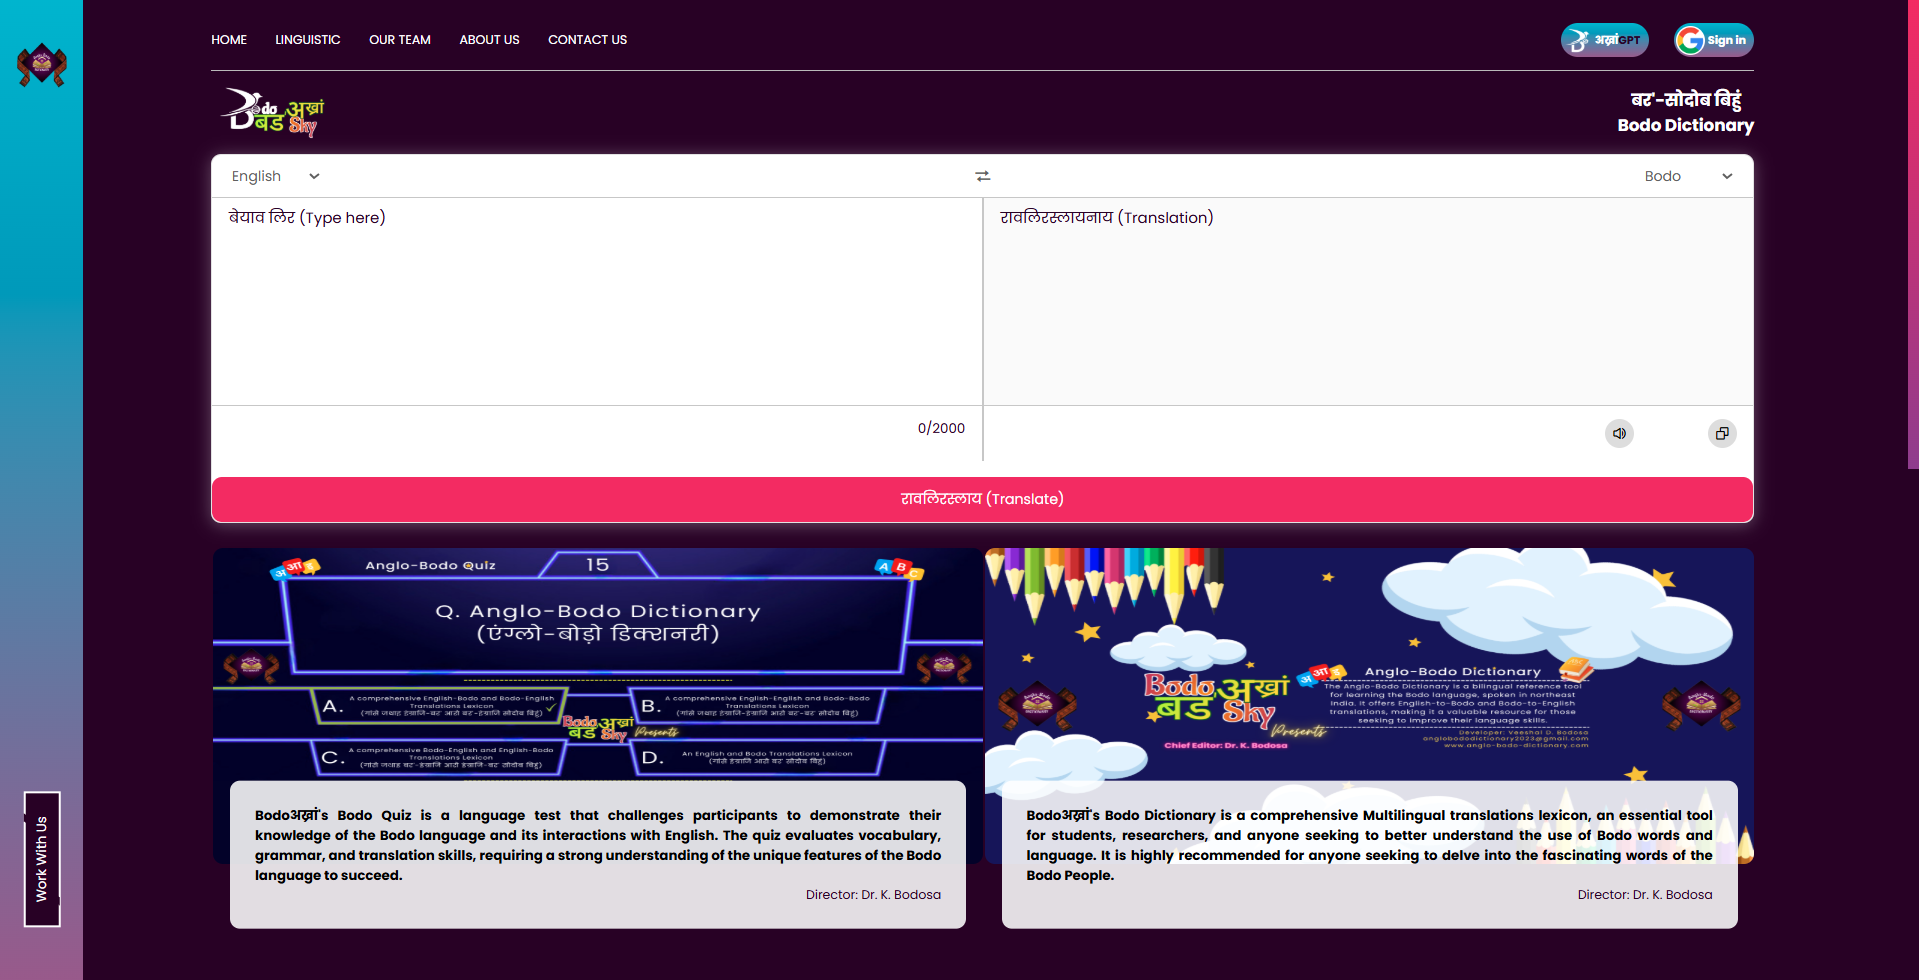 HOME LINGUISTIC OUR TEAM ABOUT US CONTACT US
अख्रांGPT
Sign in
Bodo अख्रां
बड Sky
बर'-सोदोब बिहुं
Bodo Dictionary
English
Bodo
बेयाव लिर (Type here)
रावलिरस्लायनाय (Translation)
0/2000
रावलिरस्लाय (Translate)
Anglo-Bodo Quiz
15
A B C
Q. Anglo-Bodo Dictionary
(एंग्लो-बोड़ो डिक्शनरी)
A. A comprehensive English-Bodo and Bodo-English
Translations Lexicon
B. A comprehensive English-English and Bodo-Bodo
Translations Lexicon
Bodo अख्रां
बड Sky
Presents
C. A comprehensive Bodo-English and English-Bodo
Translations Lexicon
D. An English and Bodo Translations Lexicon
Bodoअख्रां's Bodo Quiz is a language test that challenges participants to demonstrate their
knowledge of the Bodo language and its interactions with English. The quiz evaluates vocabulary,
grammar, and translation skills, requiring a strong understanding of the unique features of the Bodo
language to succeed.
Director: Dr. K. Bodosa
Bodo अख्रां
बड Sky
Presents
Chief Editor: Dr. K. Bodosa
अ आ इ
Anglo-Bodo Dictionary
The Anglo-Bodo Dictionary is a bilingual reference tool
for learning the Bodo language, spoken in northeast
India. It offers English-to-Bodo and Bodo-to-English
translations, making it a valuable resource for those
seeking to improve their language skills.
Developer: Veeshal D. Bodosa
anglobododictionary2023@gmail.com
www.anglo-bodo-dictionary.com
Bodoअख्रां's Bodo Dictionary is a comprehensive Multilingual translations lexicon, an essential tool
for students, researchers, and anyone seeking to better understand the use of Bodo words and
language. It is highly recommended for anyone seeking to delve into the fascinating words of the
Bodo People.
Director: Dr. K. Bodosa
Work With Us